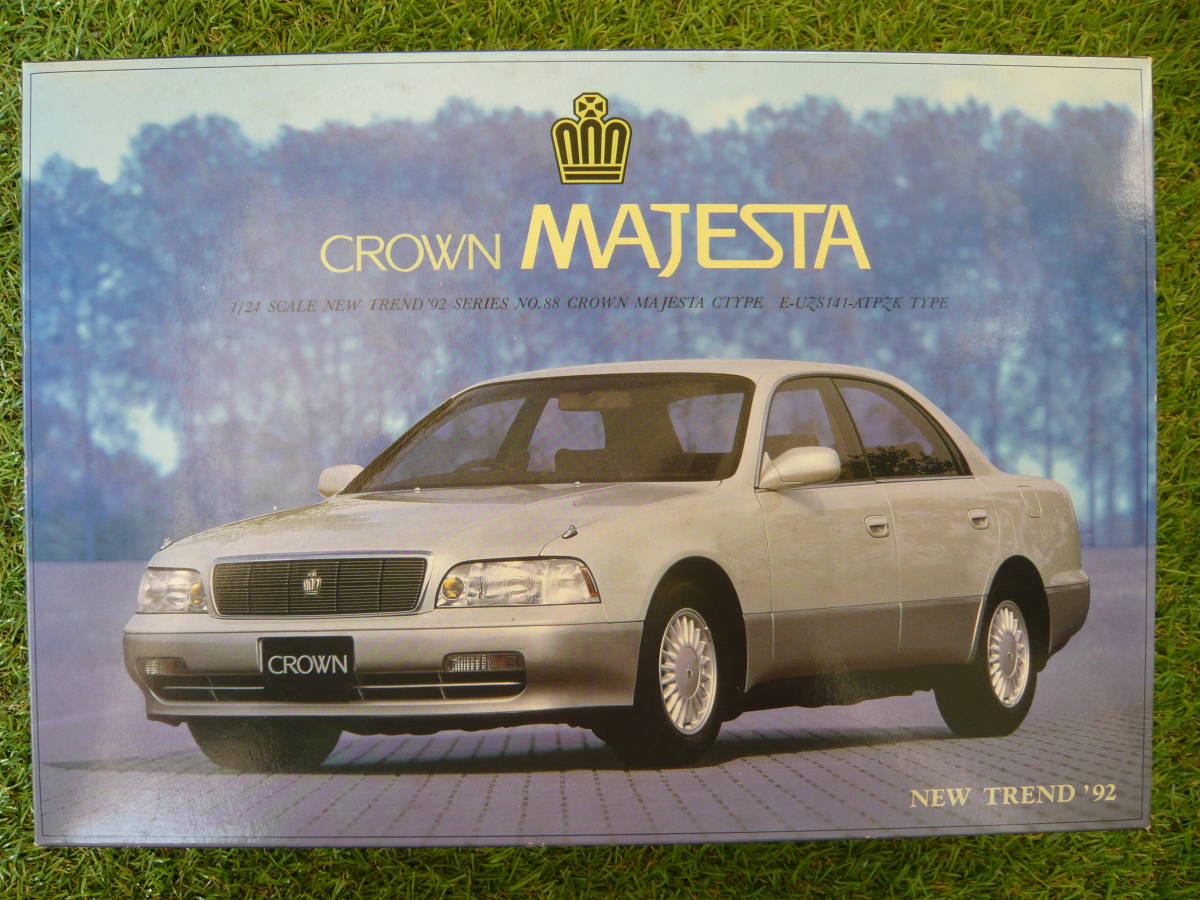 CROWN MAJESTA
1/24 SCALE NEW TREND '92 SERIES NO.88 CROWN MAJESTA CTYPE E-UZS141-ATPZK TYPE
CROWN
NEW TREND '92